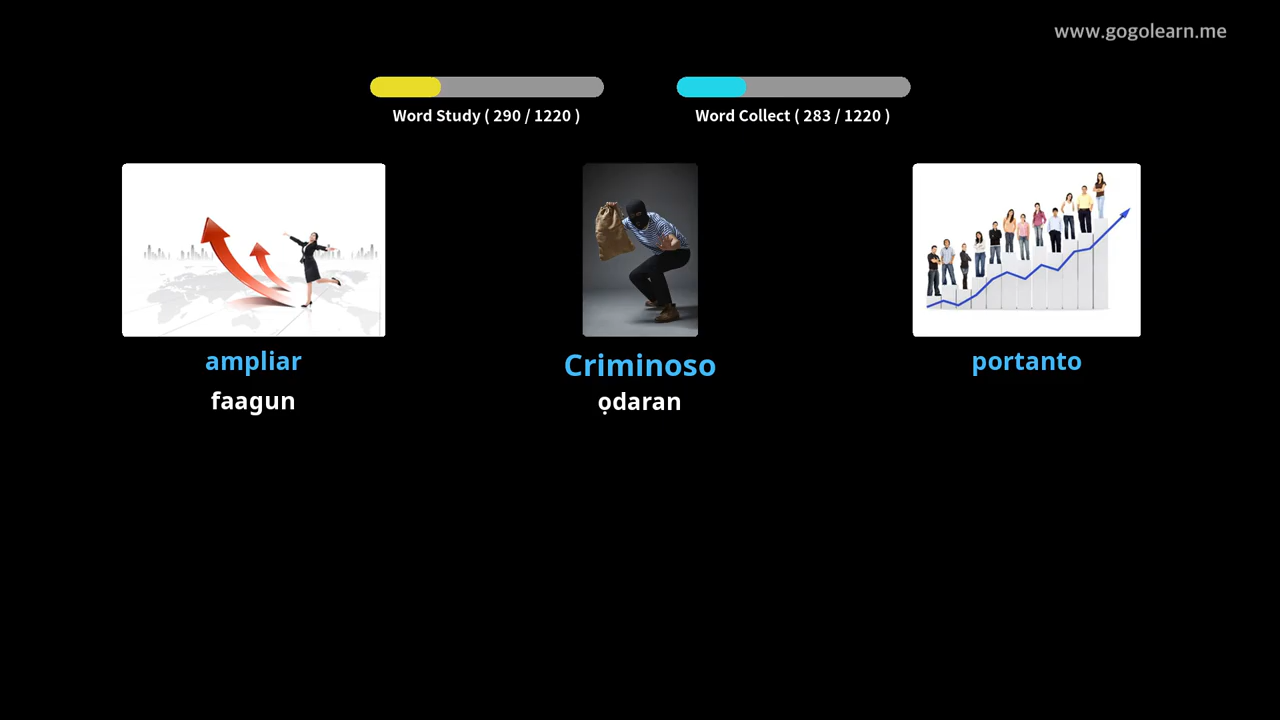 www.gogolearn.me
Word Study ( 290 / 1220 )
Word Collect ( 283 / 1220 )
ampliar
Criminoso
portanto
faagun
ọdaran